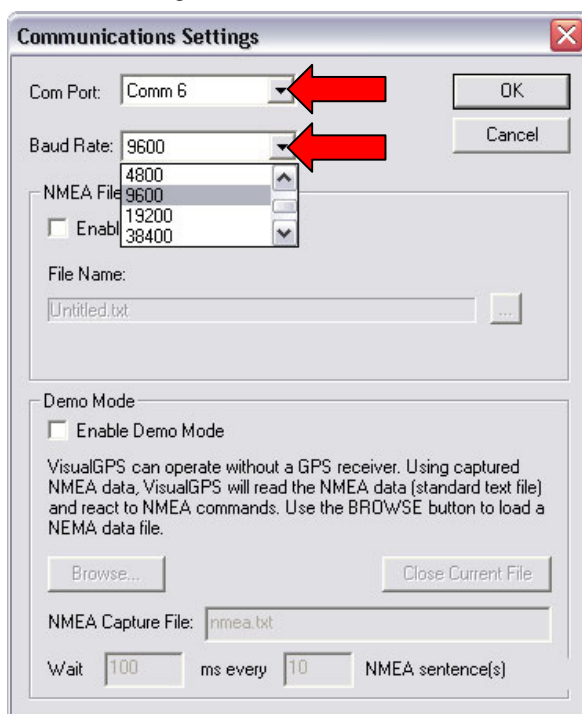 Communications Settings
Com Port: Comm 6
OK
Baud Rate: 9600
Cancel
4800
9600
19200
38400
NMEA File
Enabl
File Name:
Untitled.txt
...
Demo Mode
Enable Demo Mode
VisualGPS can operate without a GPS receiver. Using captured
NMEA data, VisualGPS will read the NMEA data (standard text file)
and react to NMEA commands. Use the BROWSE button to load a
NEMA data file.
Browse...
Close Current File
NMEA Capture File: nmea.txt
Wait 100 ms every 10 NMEA sentence(s)